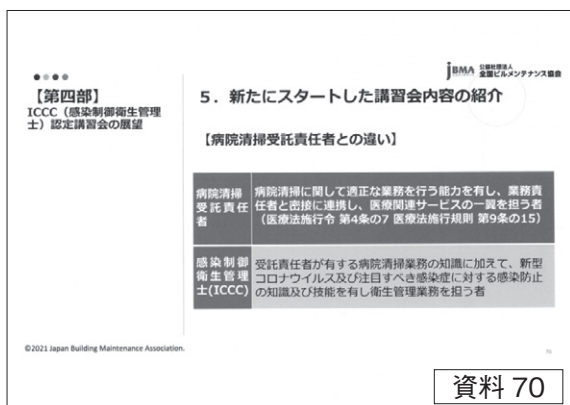 JBMA 公益社団法人
全国ビルメンテナンス協会
【第四部】
ICCC（感染制御衛生管理
士）認定講習会の展望
５．新たにスタートした講習会内容の紹介
【病院清掃受託責任者との違い】
病院清掃
受託責任
者
病院清掃に関して適正な業務を行う能力を有し、業務責
任者と密接に連携し、医療関連サービスの一翼を担う者
（医療法施行令 第4条の7 医療法施行規則 第9条の15）
感染制御
衛生管理
士(ICCC)
受託責任者が有する病院清掃業務の知識に加えて、新型
コロナウイルス及び注目すべき感染症に対する感染防止
の知識及び技能を有し衛生管理業務を担う者
©2021 Japan Building Maintenance Association.
資料 70